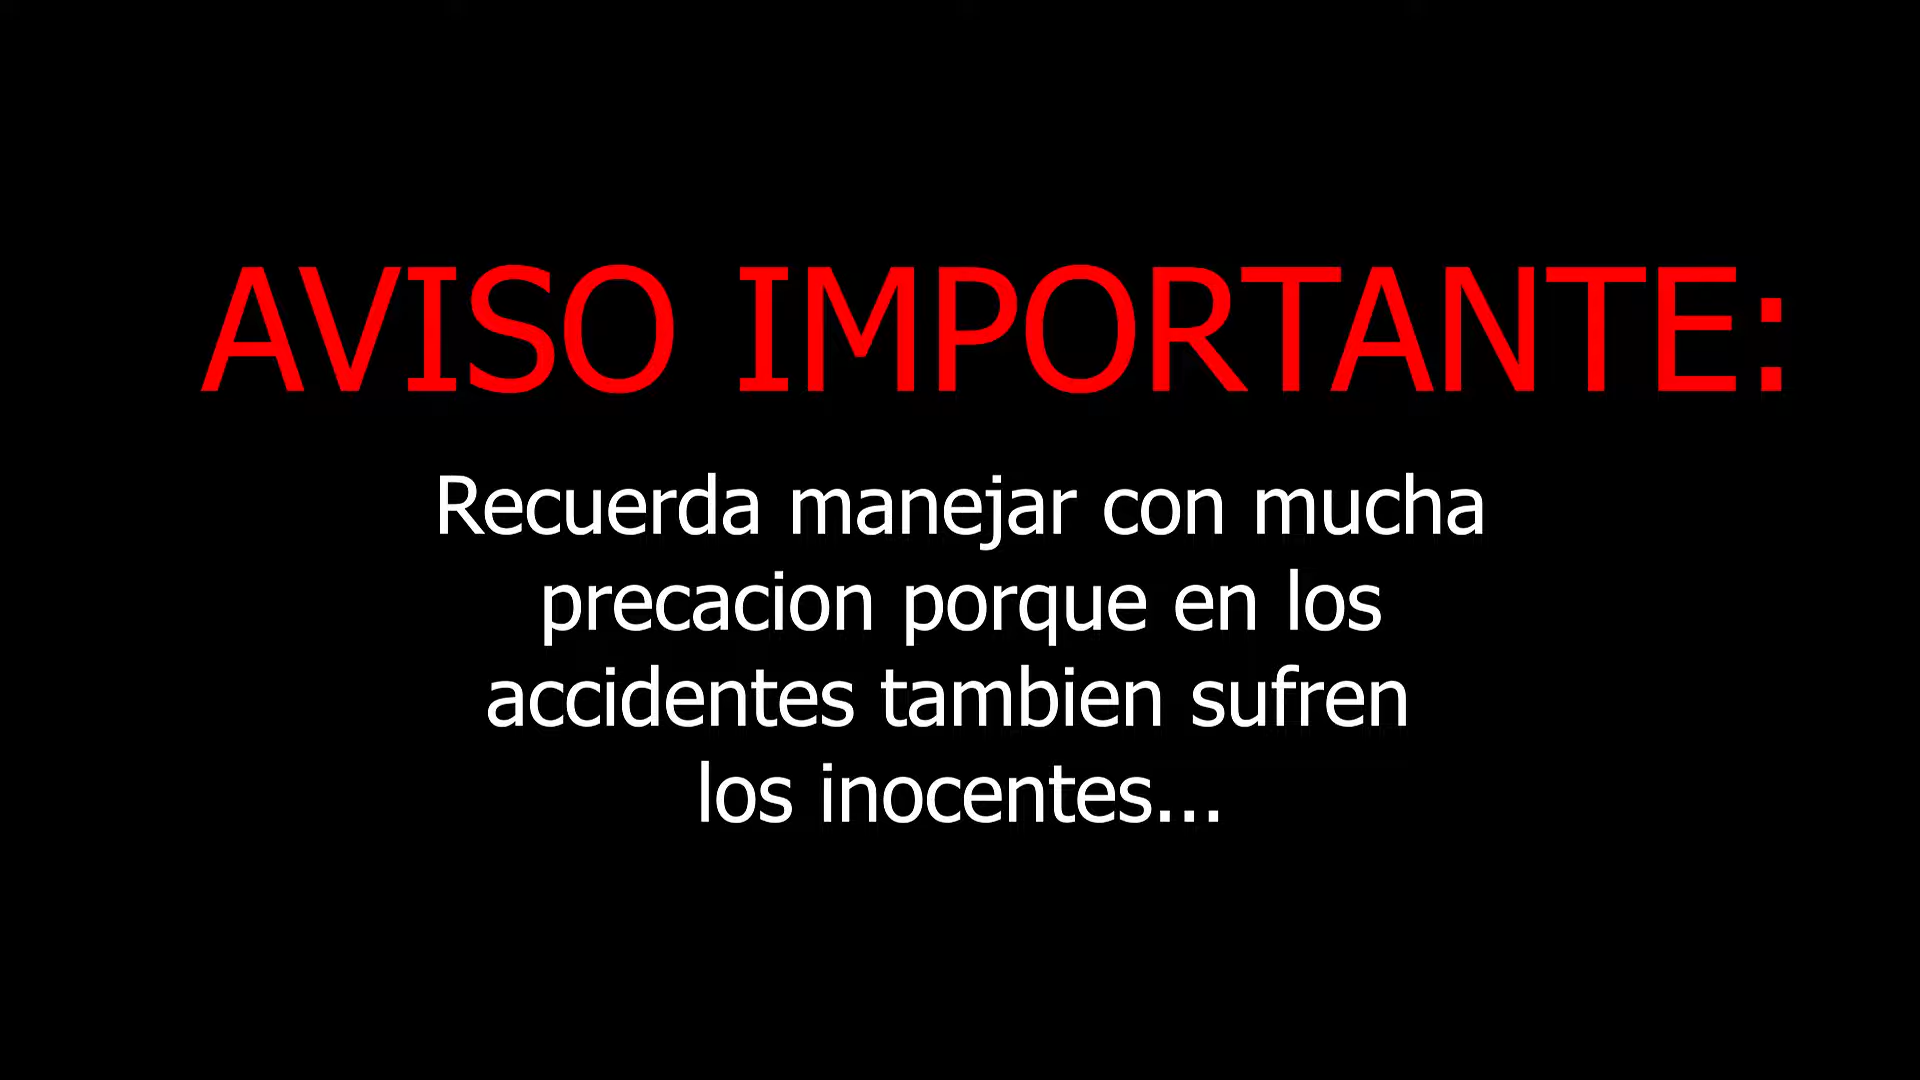 AVISO IMPORTANTE:
Recuerda manejar con mucha
precacion porque en los
accidentes tambien sufren
los inocentes...